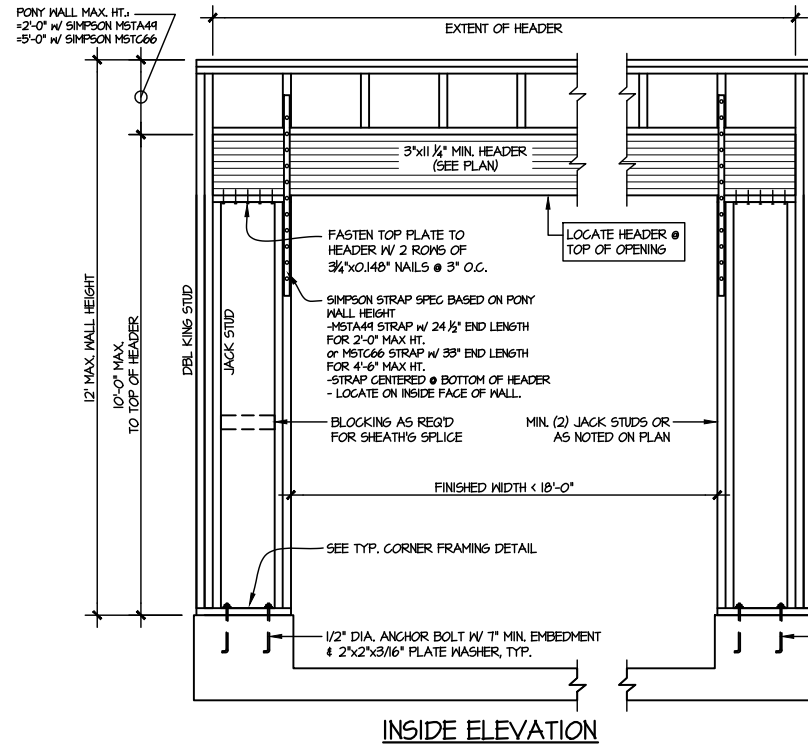 PONY WALL MAX. HT.:
=2'-0" W/ SIMPSON MSTA49
=5'-0" W/ SIMPSON MSTC66
EXTENT OF HEADER
3"x11 1/4" MIN. HEADER
(SEE PLAN)
FASTEN TOP PLATE TO
HEADER W/ 2 ROWS OF
3/4"x0.148" NAILS @ 3" O.C.
LOCATE HEADER @
TOP OF OPENING
SIMPSON STRAP SPEC BASED ON PONY
WALL HEIGHT
-MSTA49 STRAP W/ 24 1/2" END LENGTH
FOR 2'-0" MAX HT.
or MSTC66 STRAP W/ 33" END LENGTH
FOR 4'-6" MAX HT.
-STRAP CENTERED @ BOTTOM OF HEADER
- LOCATE ON INSIDE FACE OF WALL.
12' MAX. WALL HEIGHT
10'-0" MAX.
TO TOP OF HEADER
DBL KING STUD
JACK STUD
BLOCKING AS REQ'D
FOR SHEATH'G SPLICE
MIN. (2) JACK STUDS OR
AS NOTED ON PLAN
FINISHED WIDTH < 18'-0"
SEE TYP. CORNER FRAMING DETAIL
1/2" DIA. ANCHOR BOLT W/ 7" MIN. EMBEDMENT
& 2"x2"x3/16" PLATE WASHER, TYP.
INSIDE ELEVATION